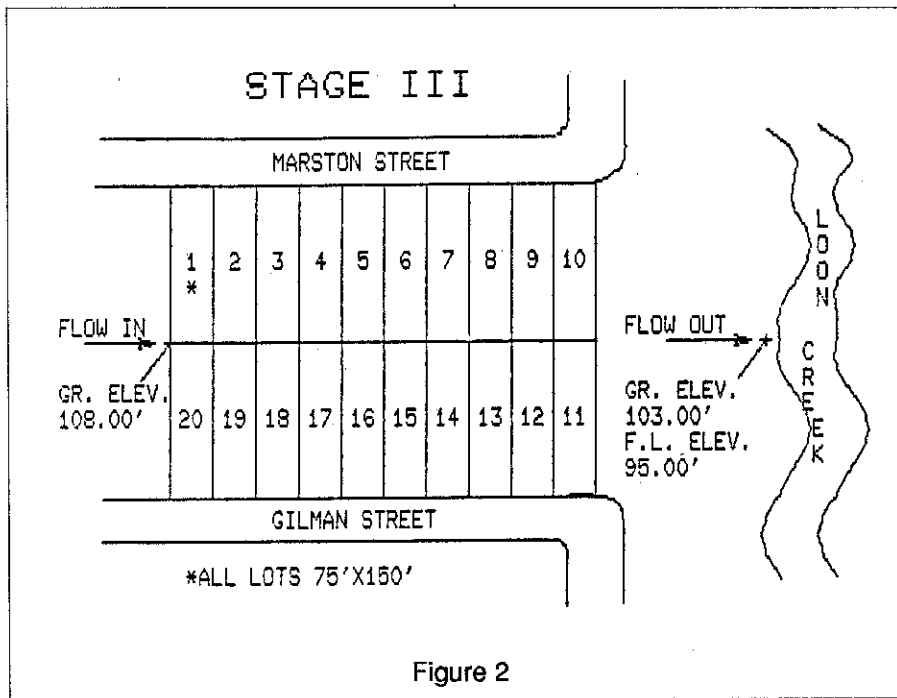 STAGE III
MARSTON STREET
1 2 3 4 5 6 7 8 9 10
*
FLOW IN
GR. ELEV.
108.00'
20 19 18 17 16 15 14 13 12 11
FLOW OUT
GR. ELEV.
103.00'
F.L. ELEV.
95.00'
LOON CREEK
GILMAN STREET
*ALL LOTS 75'X150'
Figure 2